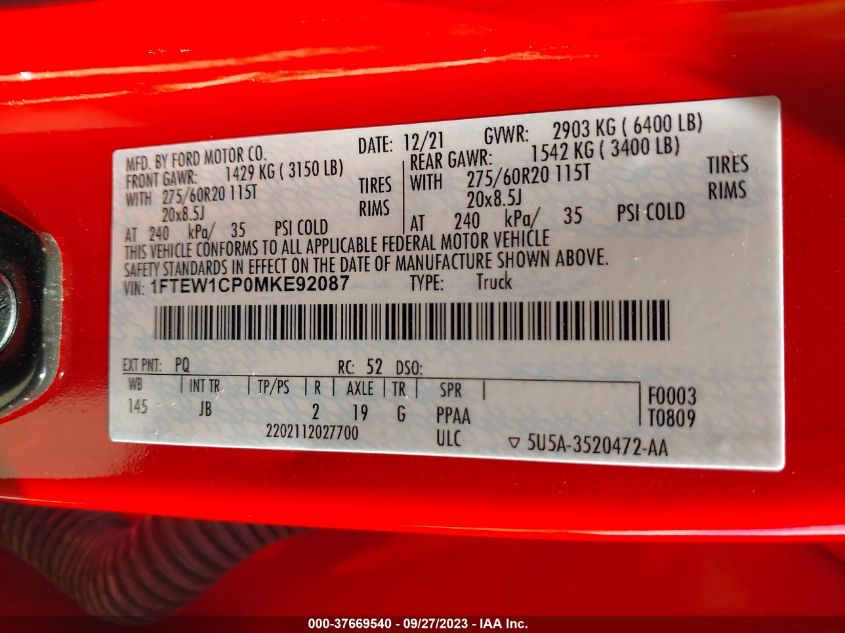 MFD. BY FORD MOTOR CO. DATE: 12/21 GVWR: 2903 KG ( 6400 LB)
FRONT GAWR: 1429 KG ( 3150 LB) REAR GAWR: 1542 KG ( 3400 LB)
WITH 275/60R20 115T TIRES WITH 275/60R20 115T TIRES
20x8.5J RIMS 20x8.5J RIMS
AT 240 kPa/ 35 PSI COLD AT 240 kPa/ 35 PSI COLD
THIS VEHICLE CONFORMS TO ALL APPLICABLE FEDERAL MOTOR VEHICLE
SAFETY STANDARDS IN EFFECT ON THE DATE OF MANUFACTURE SHOWN ABOVE.
VIN: 1FTEW1CP0MKE92087 TYPE: Truck
EXT PNT: PQ RC: 52 DSO:
WB INT TR TP/PS R AXLE TR SPR F0003
145 JB 2 19 G PPAA T0809
2202112027700 ULC ▽ 5U5A-3520472-AA
000-37669540 - 09/27/2023 - IAA Inc.